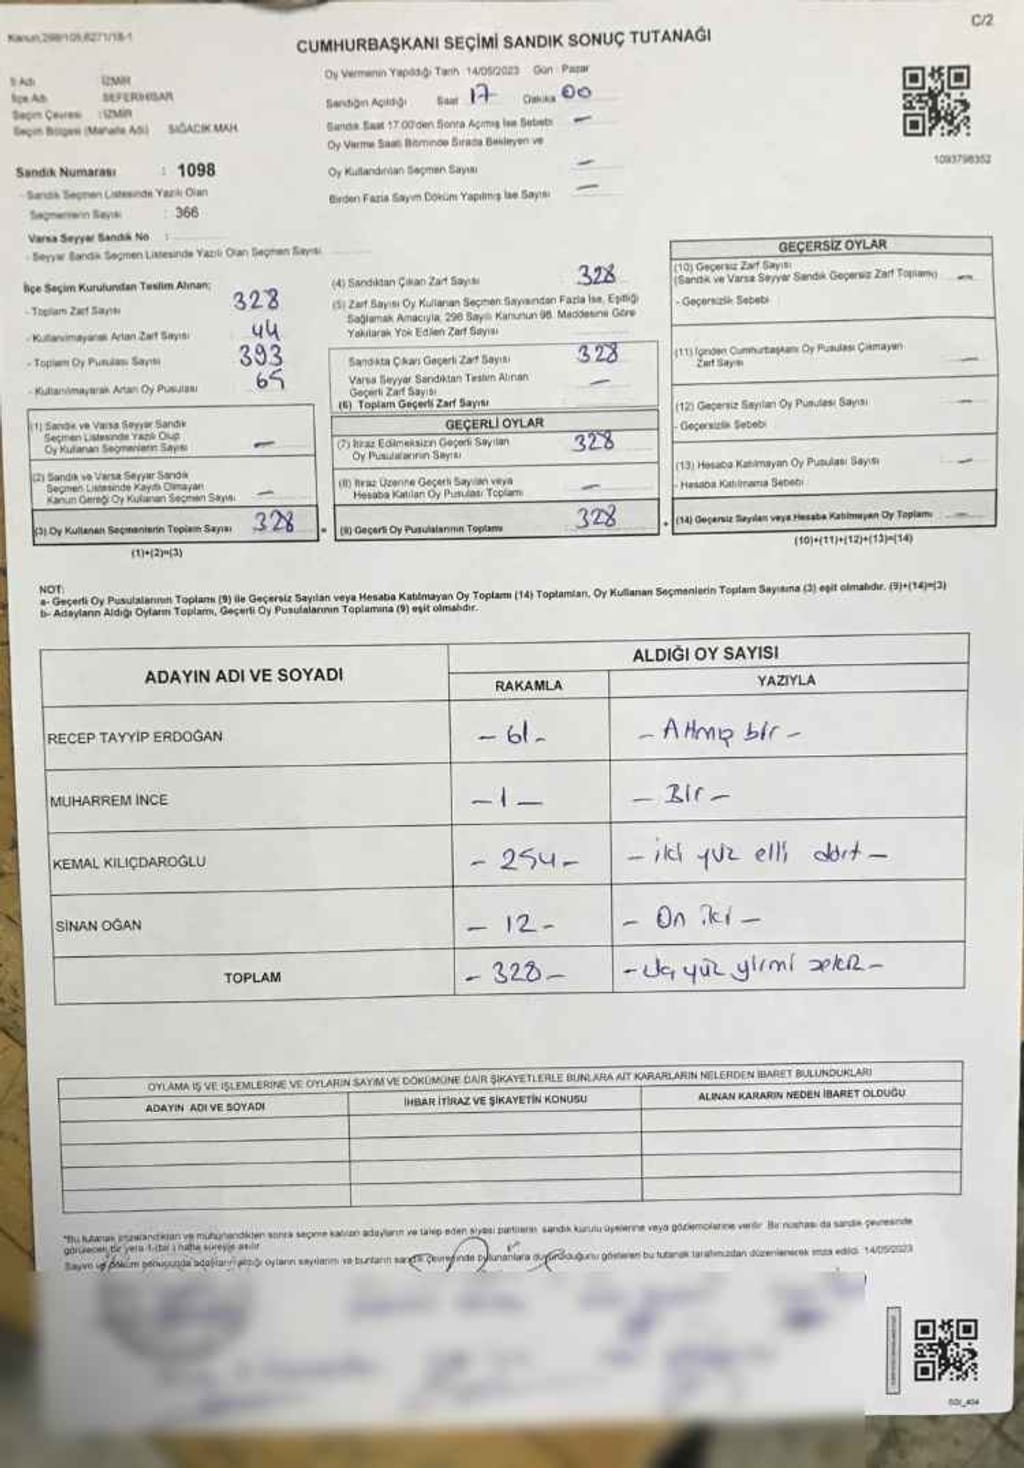 C/2
Kanun,298/105,6271/18-1
CUMHURBAŞKANI SEÇİMİ SANDIK SONUÇ TUTANAĞI
İl Adı : İZMİR
İlçe Adı : SEFERİHİSAR
Seçim Çevresi : İZMİR
Seçim Bölgesi (Mahalle Adı) SIĞACIK MAH.
Sandık Numarası : 1098
- Sandık Seçmen Listesinde Yazılı Olan
Seçmenlerin Sayısı : 366
Varsa Seyyar Sandık No :
- Seyyar Sandık Seçmen Listesinde Yazılı Olan Seçmen Sayısı
Oy Vermenin Yapıldığı Tarih 14/05/2023 Gün : Pazar
Sandığın Açıldığı Saat 17 Dakika 00
Sandık Saat 17.00'den Sonra Açılmış İse Sebebi —
Oy Verme Saati Bitiminde Sırada Bekleyen ve
Oy Kullandırılan Seçmen Sayısı —
Birden Fazla Sayım Döküm Yapılmış İse Sayısı —
1093798352
İlçe Seçim Kurulundan Teslim Alınan;
- Toplam Zarf Sayısı 328
- Kullanılmayarak Artan Zarf Sayısı 44
- Toplam Oy Pusulası Sayısı 393
- Kullanılmayarak Artan Oy Pusulası 65
(1) Sandık ve Varsa Seyyar Sandık
Seçmen Listesinde Yazılı Olup
Oy Kullanan Seçmenlerin Sayısı —
(2) Sandık ve Varsa Seyyar Sandık
Seçmen Listesinde Kayıtlı Olmayan
Kanun Gereği Oy Kullanan Seçmen Sayısı —
(3) Oy Kullanan Seçmenlerin Toplam Sayısı 328
(1)+(2)=(3)
(4) Sandıktan Çıkan Zarf Sayısı 328
(5) Zarf Sayısı Oy Kullanan Seçmen Sayısından Fazla İse, Eşitliği
Sağlamak Amacıyla, 298 Sayılı Kanunun 98. Maddesine Göre
Yakılarak Yok Edilen Zarf Sayısı
Sandıkta Çıkan Geçerli Zarf Sayısı 328
Varsa Seyyar Sandıktan Teslim Alınan
Geçerli Zarf Sayısı —
(6) Toplam Geçerli Zarf Sayısı
GEÇERLİ OYLAR
(7) İtiraz Edilmeksizin Geçerli Sayılan
Oy Pusulalarının Sayısı 328
(8) İtiraz Üzerine Geçerli Sayılan veya
Hesaba Katılan Oy Pusulası Toplamı —
(9) Geçerli Oy Pusulalarının Toplamı 328
GEÇERSİZ OYLAR
(10) Geçersiz Zarf Sayısı
(Sandık ve Varsa Seyyar Sandık Geçersiz Zarf Toplamı) —
- Geçersizlik Sebebi
(11) İçinden Cumhurbaşkanı Oy Pusulası Çıkmayan
Zarf Sayısı —
(12) Geçersiz Sayılan Oy Pusulası Sayısı —
- Geçersizlik Sebebi
(13) Hesaba Katılmayan Oy Pusulası Sayısı —
- Hesaba Katılmama Sebebi
(14) Geçersiz Sayılan veya Hesaba Katılmayan Oy Toplamı —
(10)+(11)+(12)+(13)=(14)
NOT:
a- Geçerli Oy Pusulalarının Toplamı (9) ile Geçersiz Sayılan veya Hesaba Katılmayan Oy Toplamı (14) Toplamları, Oy Kullanan Seçmenlerin Toplam Sayısına (3) eşit olmalıdır. (9)+(14)=(3)
b- Adayların Aldığı Oyların Toplamı, Geçerli Oy Pusulalarının Toplamına (9) eşit olmalıdır.
ADAYIN ADI VE SOYADI ALDIĞI OY SAYISI
RAKAMLA YAZIYLA
RECEP TAYYİP ERDOĞAN - 61 - - Atmış bir -
MUHARREM İNCE - 1 - - Bir -
KEMAL KILIÇDAROĞLU - 254 - - iki yüz elli dört -
SİNAN OĞAN - 12 - - On iki -
TOPLAM - 328 - - Üç yüz yirmi sekiz -
OYLAMA İŞ VE İŞLEMLERİNE VE OYLARIN SAYIM VE DÖKÜMÜNE DAİR ŞİKAYETLERLE BUNLARA AİT KARARLARIN NELERDEN İBARET BULUNDUKLARI
ADAYIN ADI VE SOYADI İHBAR İTİRAZ VE ŞİKAYETİN KONUSU ALINAN KARARIN NEDEN İBARET OLDUĞU
*Bu tutanak imzalandıktan ve mühürlendikten sonra seçime katılan adayların ve talep eden siyasi partilerin sandık kurulu üyelerine veya gözlemcilerine verilir. Bir nüshası da sandık çevresinde
görülecek bir yere 1 (bir) hafta süreyle asılır.
Sayım ve döküm sonucunda adayların aldığı oyların sayılarını ve bunların sandık çevresinde bulunanlara duyurulduğunu gösteren bu tutanak tarafımızdan düzenlenerek imza edildi. 14/05/2023